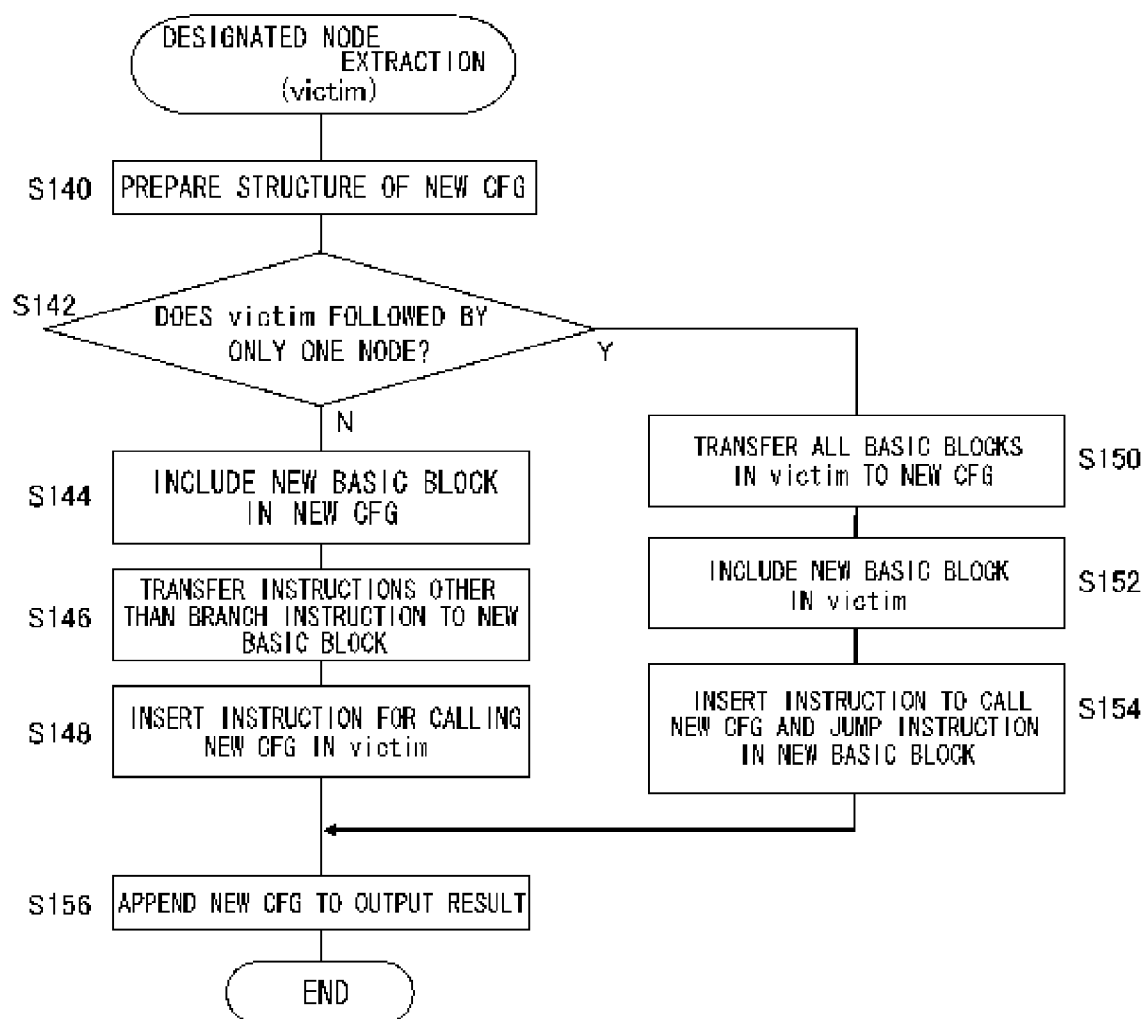 DESIGNATED NODE
EXTRACTION
(victim)
S140
PREPARE STRUCTURE OF NEW CFG
S142
DOES victim FOLLOWED BY
ONLY ONE NODE?
Y
N
S144
INCLUDE NEW BASIC BLOCK
IN NEW CFG
S146
TRANSFER INSTRUCTIONS OTHER
THAN BRANCH INSTRUCTION TO NEW
BASIC BLOCK
S148
INSERT INSTRUCTION FOR CALLING
NEW CFG IN victim
TRANSFER ALL BASIC BLOCKS
IN victim TO NEW CFG
S150
INCLUDE NEW BASIC BLOCK
IN victim
S152
INSERT INSTRUCTION TO CALL
NEW CFG AND JUMP INSTRUCTION
IN NEW BASIC BLOCK
S154
S156
APPEND NEW CFG TO OUTPUT RESULT
END